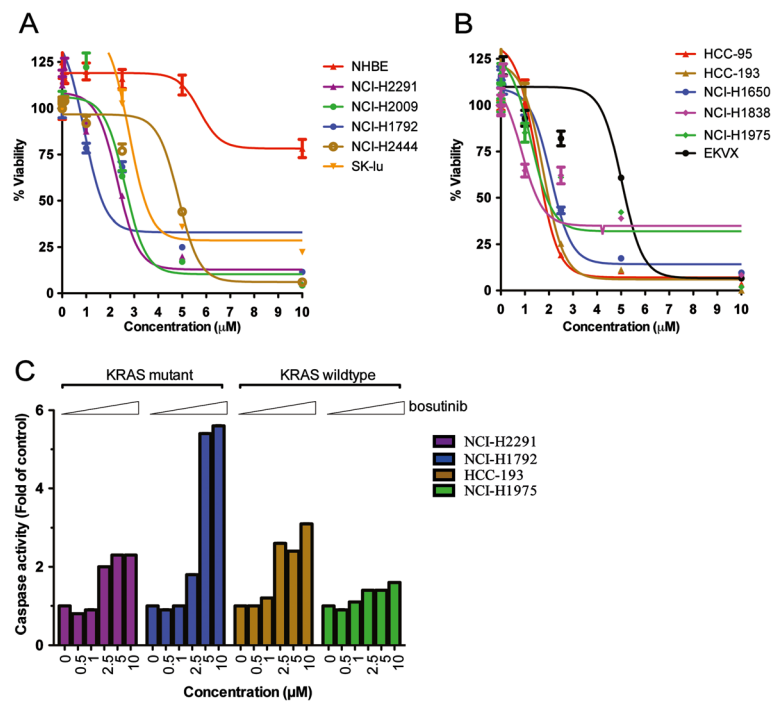 A
125
100
75
50
25
0
% Viability
0 1 2 3 4 5 6 7 8 9 10
Concentration (µM)
NHBE
NCI-H2291
NCI-H2009
NCI-H1792
NCI-H2444
SK-lu
B
125
100
75
50
25
0
% Viability
0 1 2 3 4 5 6 7 8 9 10
Concentration (µM)
HCC-95
HCC-193
NCI-H1650
NCI-H1838
NCI-H1975
EKVX
C
KRAS mutant
KRAS wildtype
bosutinib
6
4
2
0
Caspase activity (Fold of control)
0 0.5 1 2.5 5 10 0 0.5 1 2.5 5 10 0 0.5 1 2.5 5 10 0 0.5 1 2.5 5 10
Concentration (µM)
NCI-H2291
NCI-H1792
HCC-193
NCI-H1975